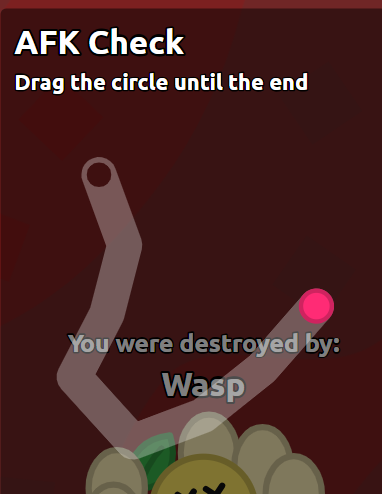 AFK Check
Drag the circle until the end
You were destroyed by:
Wasp